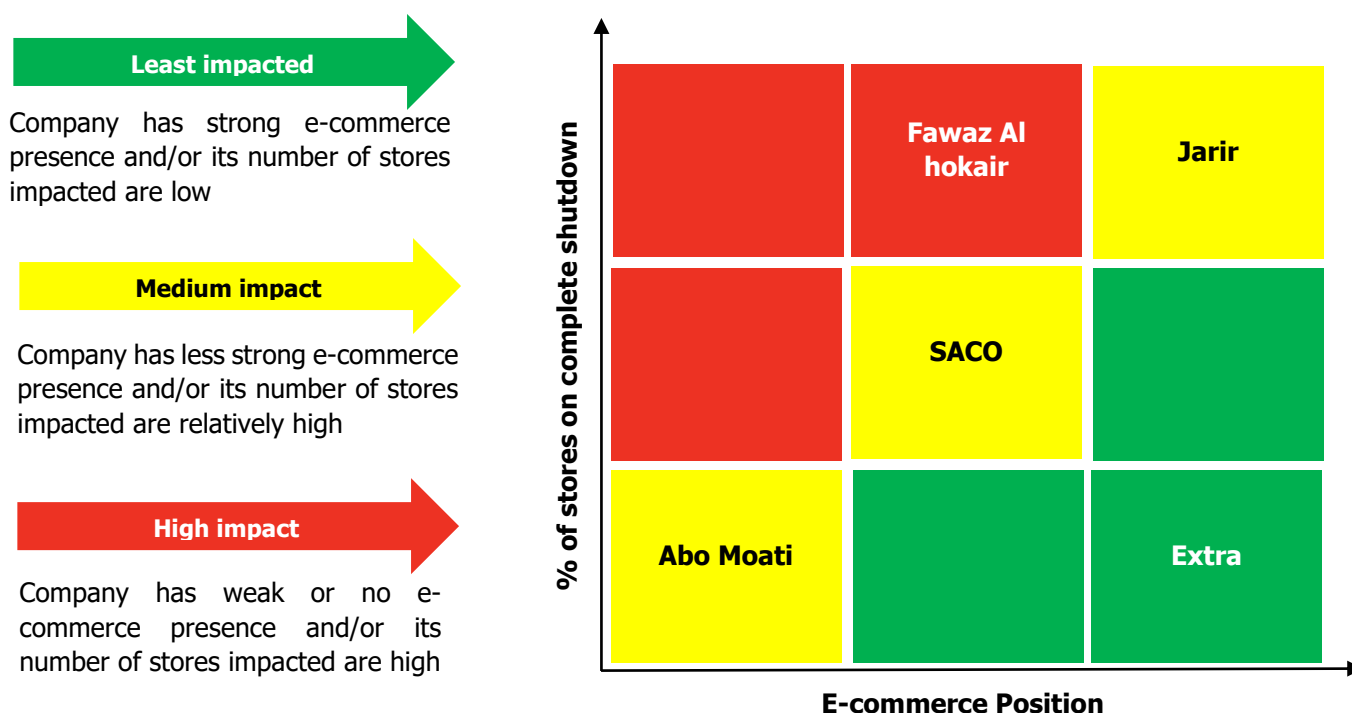 Least impacted
Company has strong e-commerce
presence and/or its number of stores
impacted are low
Medium impact
Company has less strong e-commerce
presence and/or its number of stores
impacted are relatively high
High impact
Company has weak or no e-
commerce presence and/or its
number of stores impacted are high
% of stores on complete shutdown
Fawaz Al
hokair
Jarir
SACO
Abo Moati
Extra
E-commerce Position